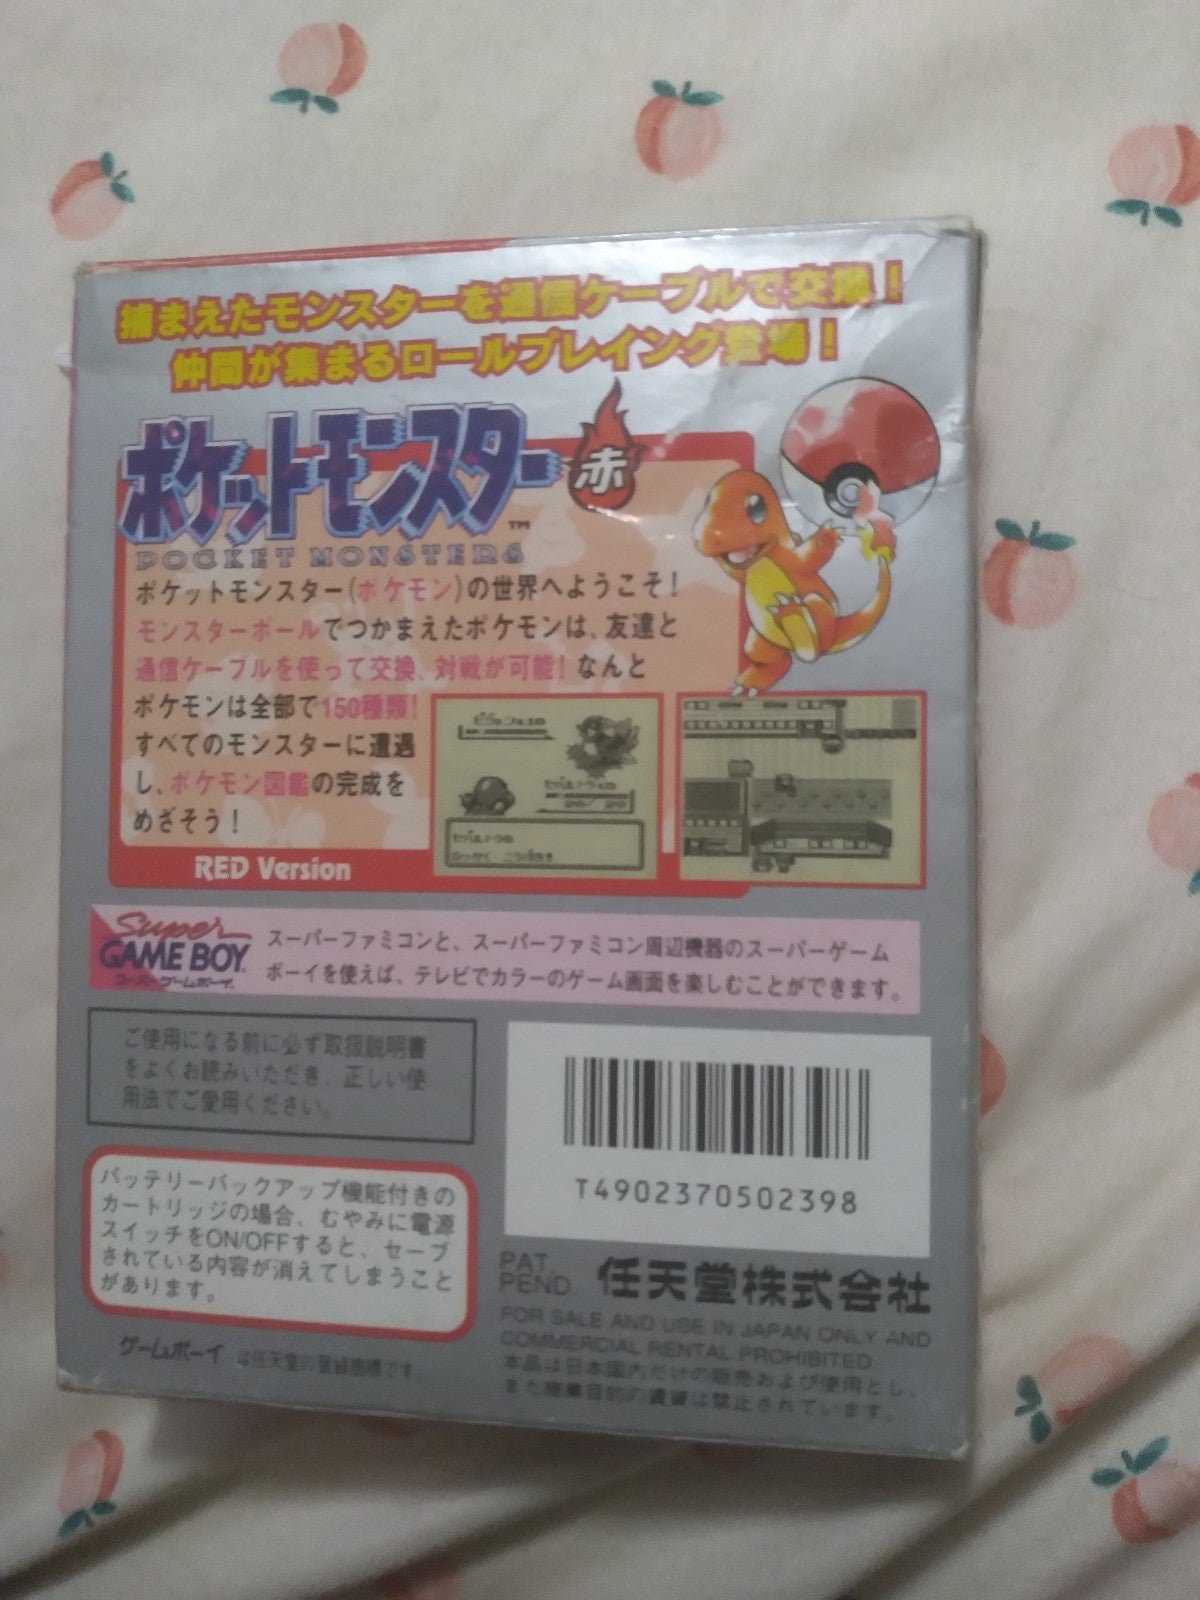 捕まえたモンスターを通信ケーブルで交換！
仲間が集まるロールプレイング登場！
ポケットモンスター 赤
TM
POCKET MONSTERS
ポケットモンスター(ポケモン)の世界へようこそ！
モンスターボールでつかまえたポケモンは、友達と
通信ケーブルを使って交換、対戦が可能！なんと
ポケモンは全部で150種類！
すべてのモンスターに遭遇
し、ポケモン図鑑の完成を
めざそう！
RED Version
20/ 20
Super
GAME BOY
スーパーゲームボーイ
スーパーファミコンと、スーパーファミコン周辺機器のスーパーゲーム
ボーイを使えば、テレビでカラーのゲーム画面を楽しむことができます。
ご使用になる前に必ず取扱説明書
をよくお読みいただき、正しい使
用法でご愛用ください。
バッテリーバックアップ機能付きの
カートリッジの場合、むやみに電源
スイッチをON/OFFすると、セーブ
されている内容が消えてしまうこと
があります。
ゲームボーイ は任天堂の登録商標です。
T4902370502398
PAT.
PEND. 任天堂株式会社
FOR SALE AND USE IN JAPAN ONLY AND
COMMERCIAL RENTAL PROHIBITED.
本品は日本国内だけの販売および使用とし、
また商業目的の賃貸は禁止されています。